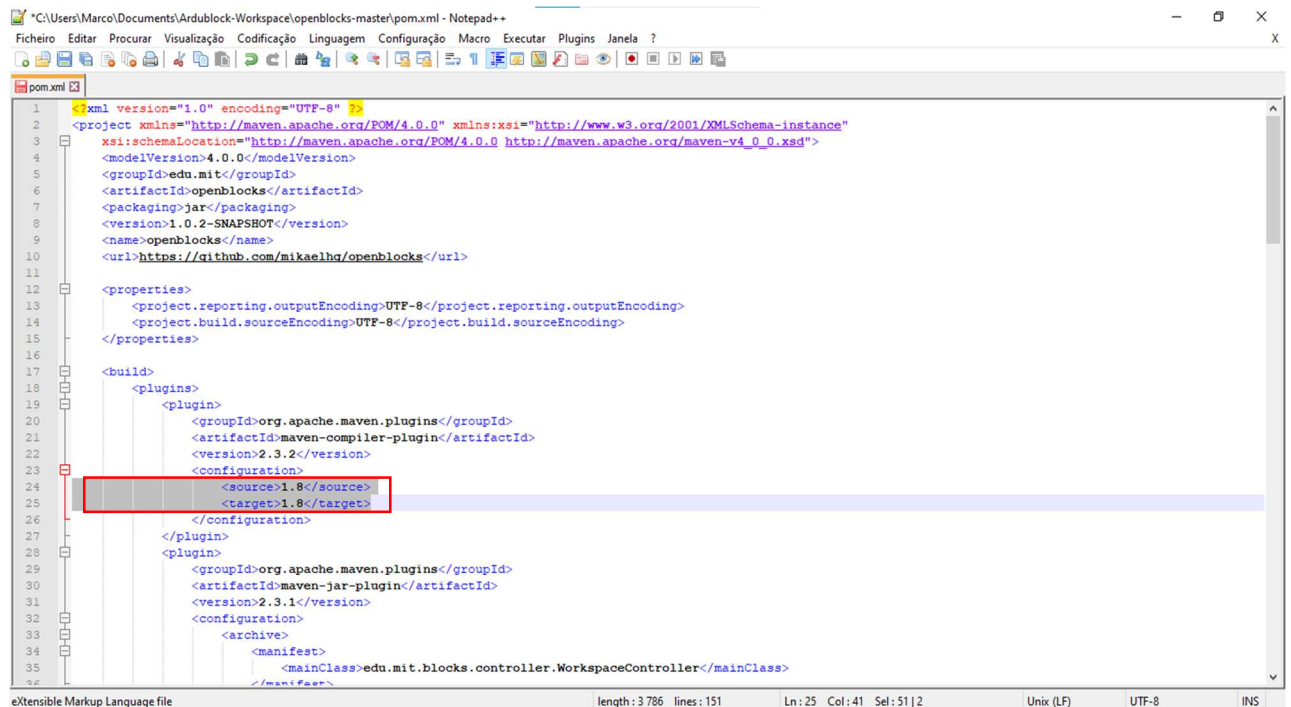 *C:\Users\Marco\Documents\Ardublock-Workspace\openblocks-master\pom.xml - Notepad++
Ficheiro Editar Procurar Visualização Codificação Linguagem Configuração Macro Executar Plugins Janela ? X
pom.xml
1 <?xml version="1.0" encoding="UTF-8" ?>
2 <project xmlns="http://maven.apache.org/POM/4.0.0" xmlns:xsi="http://www.w3.org/2001/XMLSchema-instance"
3 xsi:schemaLocation="http://maven.apache.org/POM/4.0.0 http://maven.apache.org/maven-v4_0_0.xsd">
4 <modelVersion>4.0.0</modelVersion>
5 <groupId>edu.mit</groupId>
6 <artifactId>openblocks</artifactId>
7 <packaging>jar</packaging>
8 <version>1.0.2-SNAPSHOT</version>
9 <name>openblocks</name>
10 <url>https://github.com/mikaelhg/openblocks</url>
11
12 <properties>
13 <project.reporting.outputEncoding>UTF-8</project.reporting.outputEncoding>
14 <project.build.sourceEncoding>UTF-8</project.build.sourceEncoding>
15 </properties>
16
17 <build>
18 <plugins>
19 <plugin>
20 <groupId>org.apache.maven.plugins</groupId>
21 <artifactId>maven-compiler-plugin</artifactId>
22 <version>2.3.2</version>
23 <configuration>
24 <source>1.8</source>
25 <target>1.8</target>
26 </configuration>
27 </plugin>
28 <plugin>
29 <groupId>org.apache.maven.plugins</groupId>
30 <artifactId>maven-jar-plugin</artifactId>
31 <version>2.3.1</version>
32 <configuration>
33 <archive>
34 <manifest>
35 <mainClass>edu.mit.blocks.controller.WorkspaceController</mainClass>
36 </manifest>
eXtensible Markup Language file length : 3 786 lines : 151 Ln : 25 Col : 41 Sel : 51 | 2 Unix (LF) UTF-8 INS